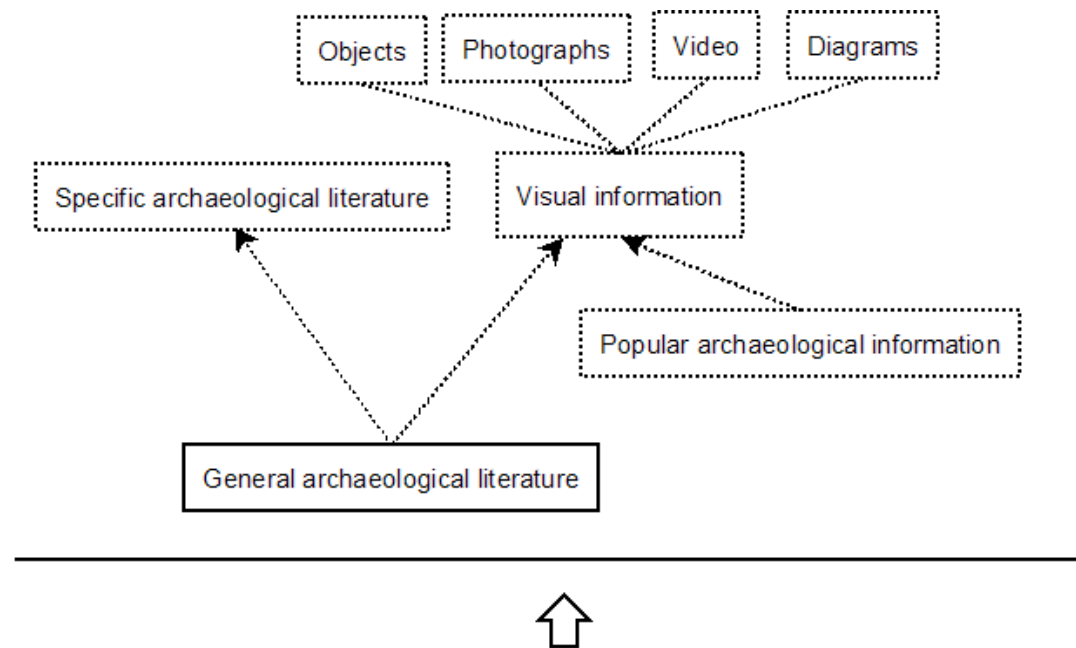 Objects
Photographs
Video
Diagrams
Specific archaeological literature
Visual information
Popular archaeological information
General archaeological literature